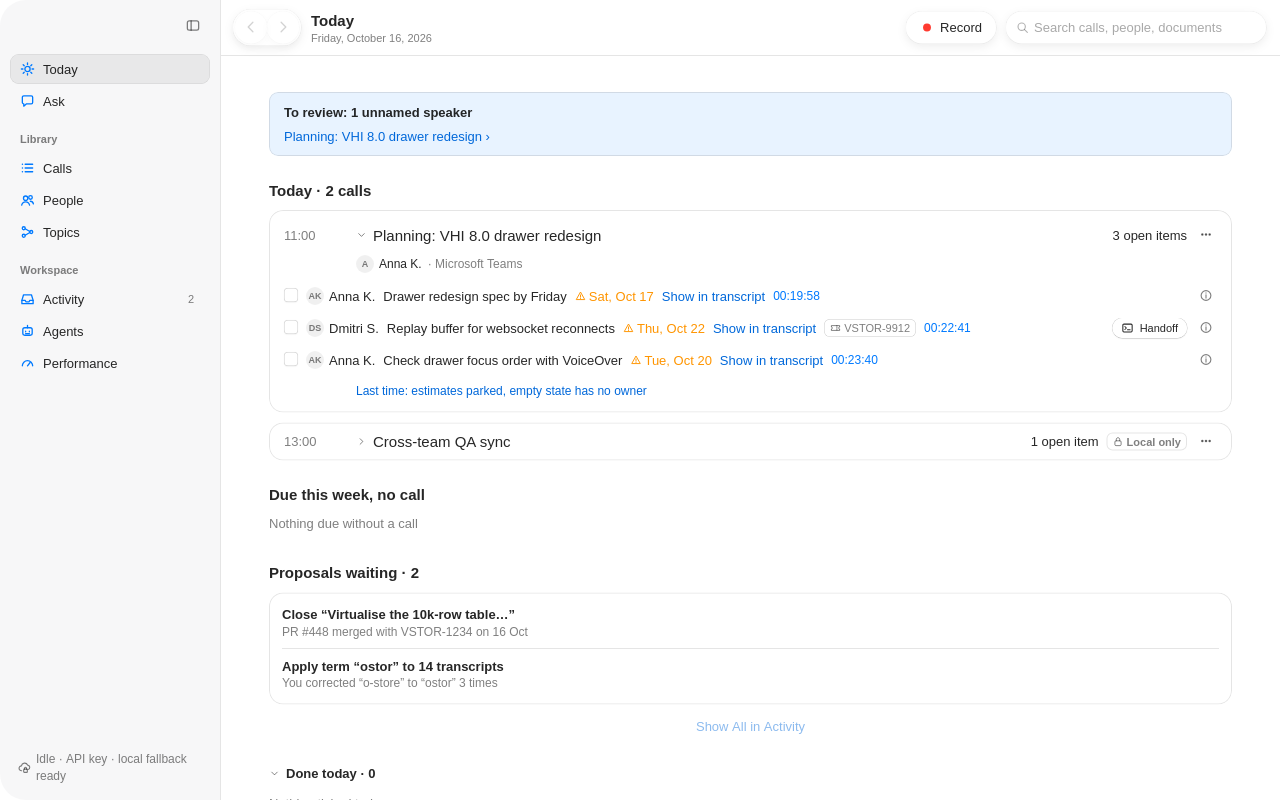 Today
Friday, October 16, 2026
Record
Search calls, people, documents
Today
Ask
Library
Calls
People
Topics
Workspace
Activity 2
Agents
Performance
Idle · API key · local fallback
ready
To review: 1 unnamed speaker
Planning: VHI 8.0 drawer redesign ›
Today · 2 calls
11:00 Planning: VHI 8.0 drawer redesign 3 open items
A Anna K. · Microsoft Teams
AK Anna K. Drawer redesign spec by Friday Sat, Oct 17 Show in transcript 00:19:58
DS Dmitri S. Replay buffer for websocket reconnects Thu, Oct 22 Show in transcript VSTOR-9912 00:22:41 Handoff
AK Anna K. Check drawer focus order with VoiceOver Tue, Oct 20 Show in transcript 00:23:40
Last time: estimates parked, empty state has no owner
13:00 Cross-team QA sync 1 open item Local only
Due this week, no call
Nothing due without a call
Proposals waiting · 2
Close “Virtualise the 10k-row table…”
PR #448 merged with VSTOR-1234 on 16 Oct
Apply term “ostor” to 14 transcripts
You corrected “o-store” to “ostor” 3 times
Show All in Activity
Done today · 0